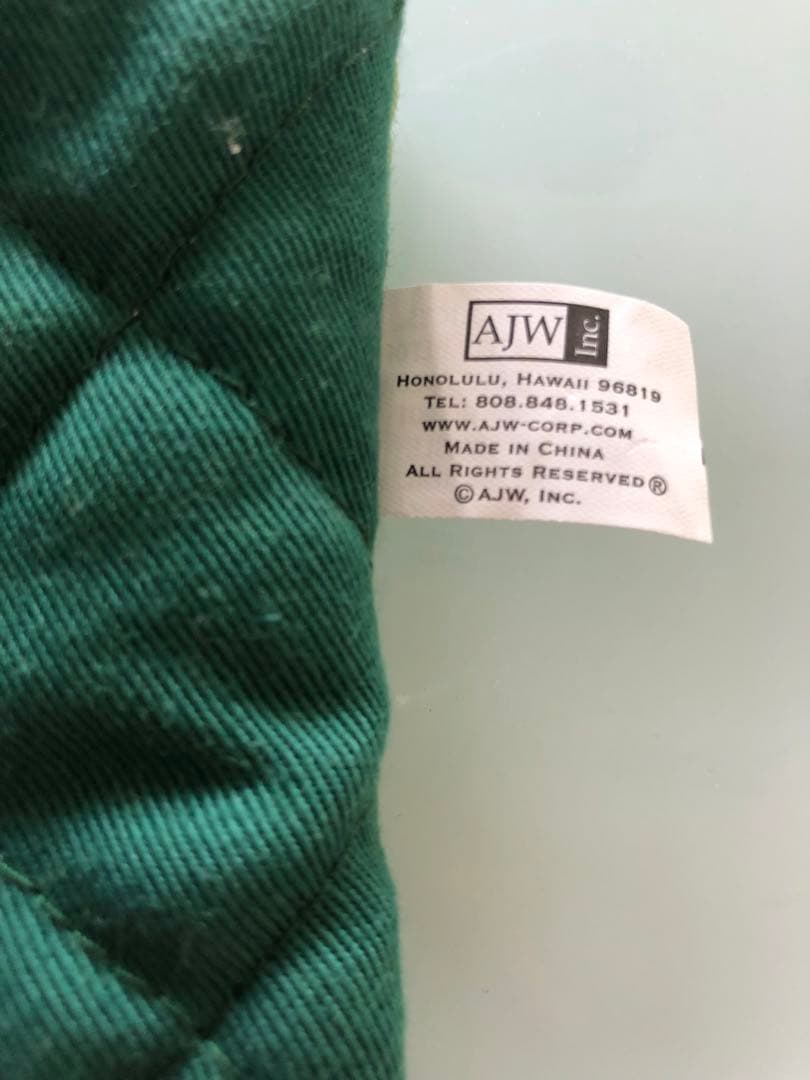 AJW Inc.
HONOLULU, HAWAII 96819
TEL: 808.848.1531
WWW.AJW-CORP.COM
MADE IN CHINA
ALL RIGHTS RESERVED®
© AJW, INC.